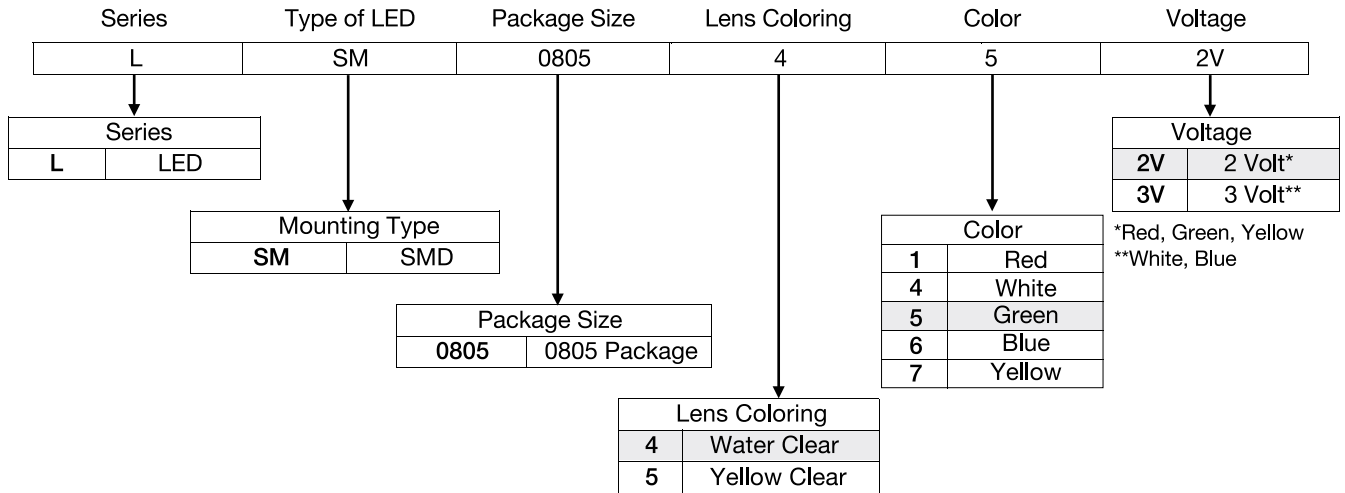 Series Type of LED Package Size Lens Coloring Color Voltage
L SM 0805 4 5 2V
Series
L LED
Voltage
2V 2 Volt*
3V 3 Volt**
*Red, Green, Yellow
**White, Blue
Mounting Type
SM SMD
Color
1 Red
4 White
5 Green
6 Blue
7 Yellow
Package Size
0805 0805 Package
Lens Coloring
4 Water Clear
5 Yellow Clear